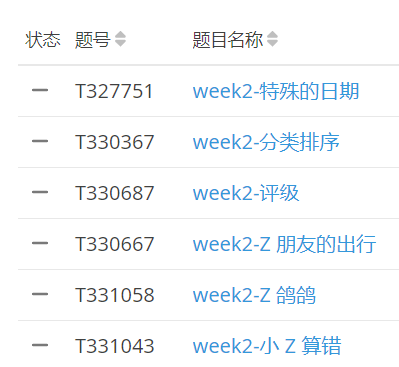 状态 题号 题目名称
— T327751 week2-特殊的日期
— T330367 week2-分类排序
— T330687 week2-评级
— T330667 week2-Z 朋友的出行
— T331058 week2-Z 鸽鸽
— T331043 week2-小 Z 算错